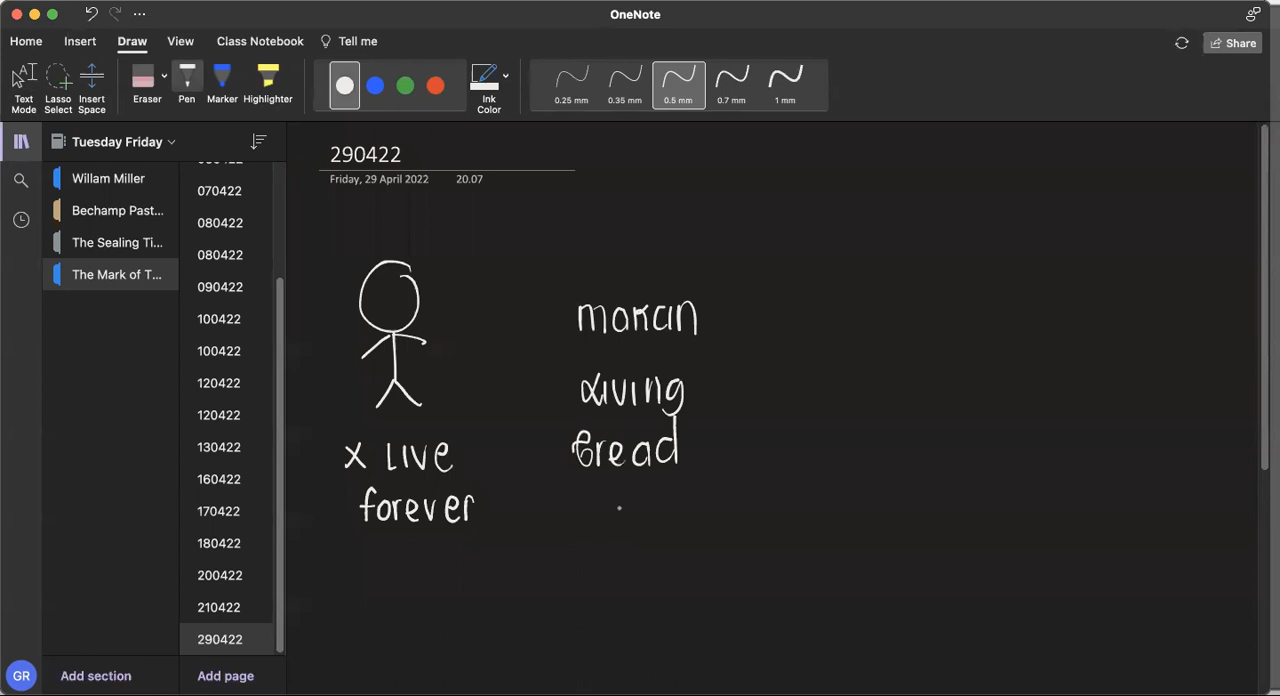 OneNote
Home Insert Draw View Class Notebook Tell me
Share
Text Mode
Lasso Select
Insert Space
Eraser
Pen
Marker
Highlighter
Ink Color
0.25 mm
0.35 mm
0.5 mm
0.7 mm
1 mm
Tuesday Friday
Willam Miller
Bechamp Past...
The Sealing Ti...
The Mark of T...
070422
080422
080422
090422
100422
100422
120422
120422
130422
160422
170422
180422
200422
210422
290422
GR
Add section
Add page
290422
Friday, 29 April 2022 20.07
x Live
forever
makan
Living
Bread